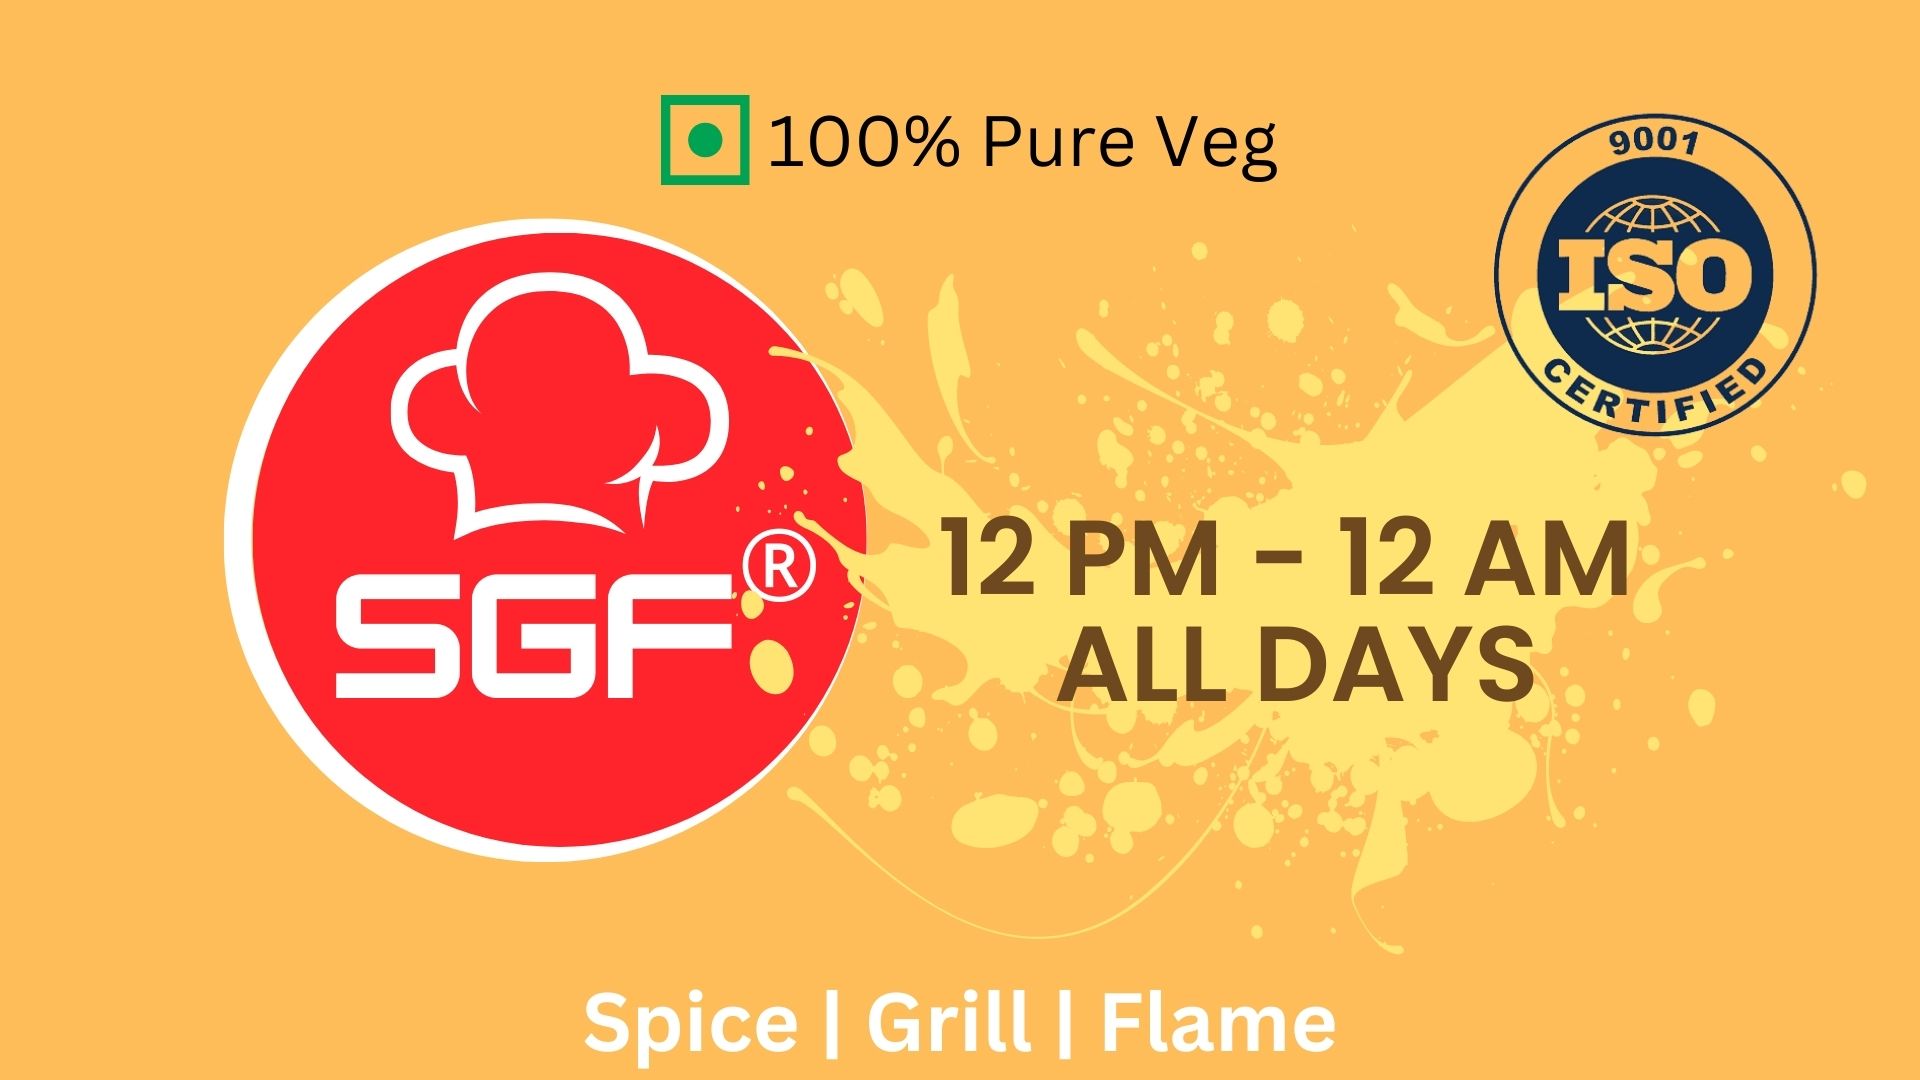 100% Pure Veg
9001
ISO
CERTIFIED
SGF®
12 PM - 12 AM
ALL DAYS
Spice | Grill | Flame